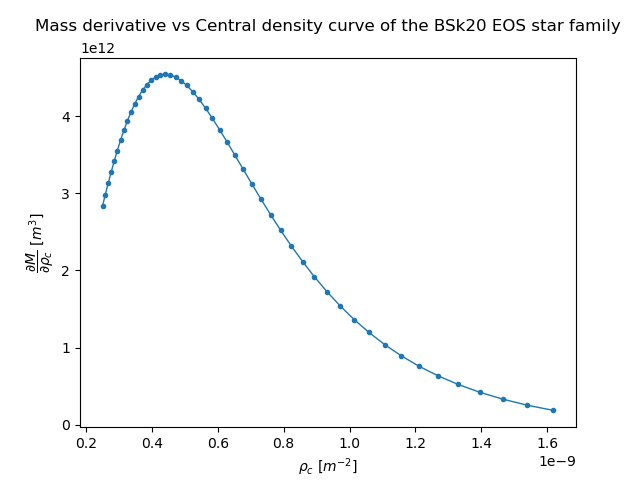 Mass derivative vs Central density curve of the BSk20 EOS star family
1e12
4
3
2
1
0
∂M/∂ρc [m³]
0.2 0.4 0.6 0.8 1.0 1.2 1.4 1.6
1e−9
ρc [m⁻²]